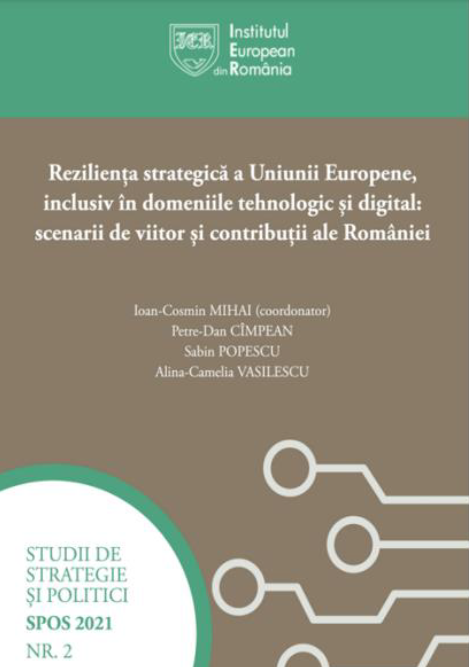 I.E.R.
Institutul
European
din România
Reziliența strategică a Uniunii Europene,
inclusiv în domeniile tehnologic și digital:
scenarii de viitor și contribuții ale României
Ioan-Cosmin MIHAI (coordonator)
Petre-Dan CÎMPEAN
Sabin POPESCU
Alina-Camelia VASILESCU
STUDII DE
STRATEGIE
ȘI POLITICI
SPOS 2021
NR. 2